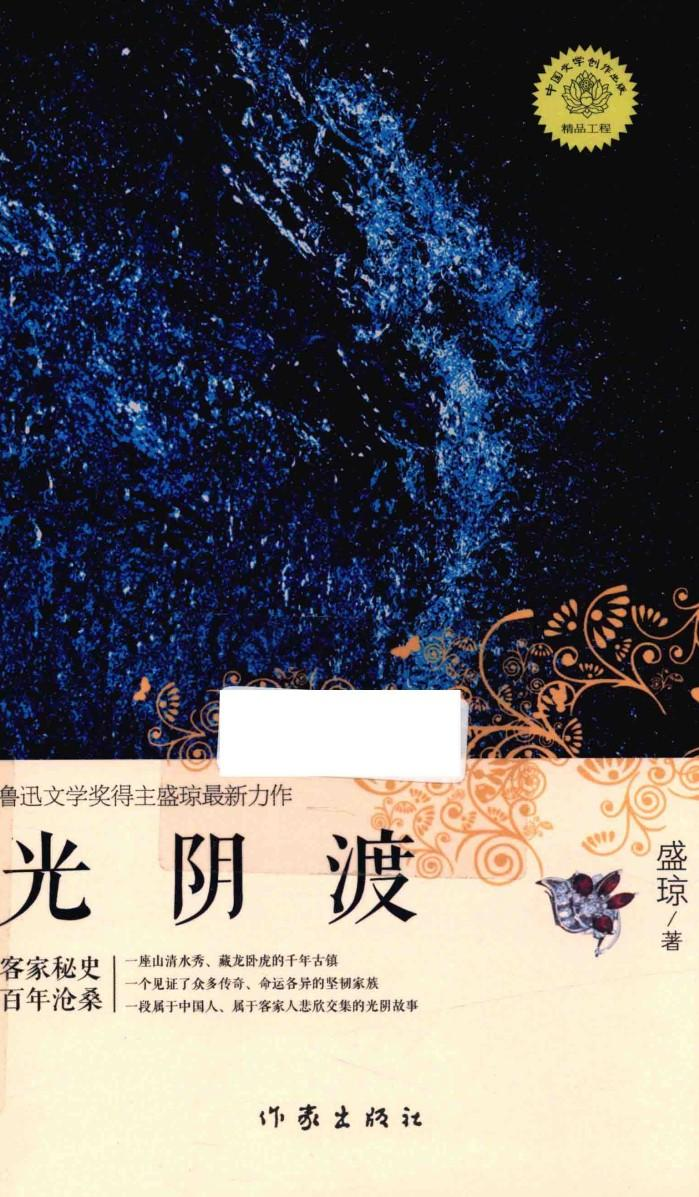 中国文学创作出版
精品工程
鲁迅文学奖得主盛琼最新力作
光阴渡
盛琼/著
客家秘史
百年沧桑
一座山清水秀、藏龙卧虎的千年古镇
一个见证了众多传奇、命运各异的坚韧家族
一段属于中国人、属于客家人悲欣交集的光阴故事
作家出版社